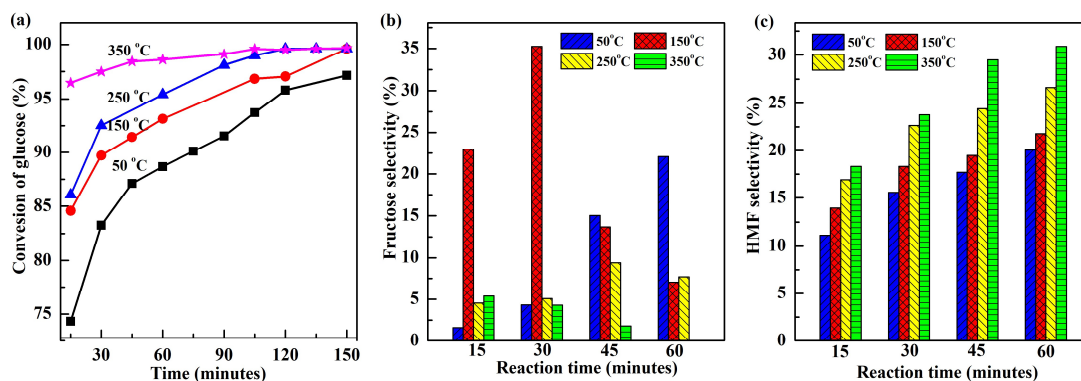 (a)
Convesion of glucose (%)
100
95
90
85
80
75
350 °C
250 °C
150 °C
50 °C
30
60
90
120
150
Time (minutes)
(b)
Fructose selectivity (%)
35
30
25
20
15
10
5
0
50°C
150°C
250°C
350°C
15
30
45
60
Reaction time (minutes)
(c)
HMF selectivity (%)
30
25
20
15
10
5
0
50°C
150°C
250°C
350°C
15
30
45
60
Reaction time (minutes)